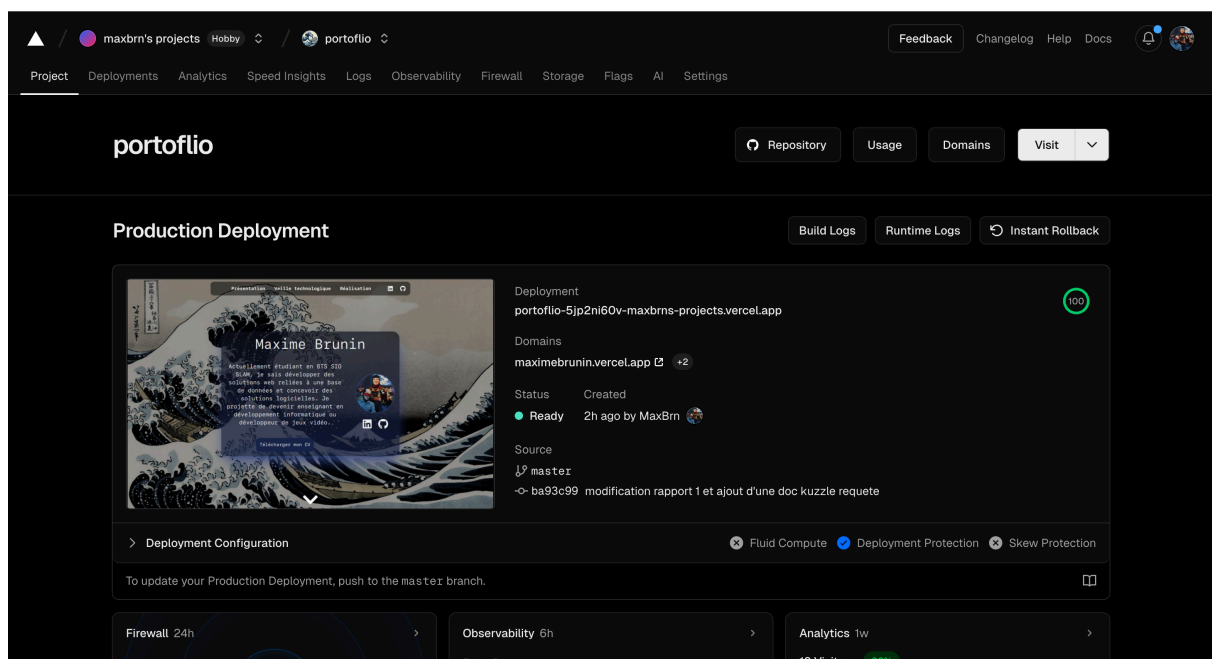 maxbrn's projects Hobby portoflio Feedback Changelog Help Docs
Project Deployments Analytics Speed Insights Logs Observability Firewall Storage Flags AI Settings
portoflio Repository Usage Domains Visit
Production Deployment Build Logs Runtime Logs Instant Rollback
Présentation Veille technologique Réalisation
Maxime Brunin
Actuellement étudiant en BTS SIO
SLAM, je sais développer des
solutions web reliées à une base
de données et concevoir des
solutions logicielles. Je
projette de devenir enseignant en
développement informatique ou
développeur de jeux vidéo.
Télécharger mon CV
Deployment
portoflio-5jp2ni60v-maxbrns-projects.vercel.app
100
Domains
maximebrunin.vercel.app +2
Status Created
Ready 2h ago by MaxBrn
Source
master
ba93c99 modification rapport 1 et ajout d'une doc kuzzle requete
Deployment Configuration Fluid Compute Deployment Protection Skew Protection
To update your Production Deployment, push to the master branch.
Firewall 24h Observability 6h Analytics 1w